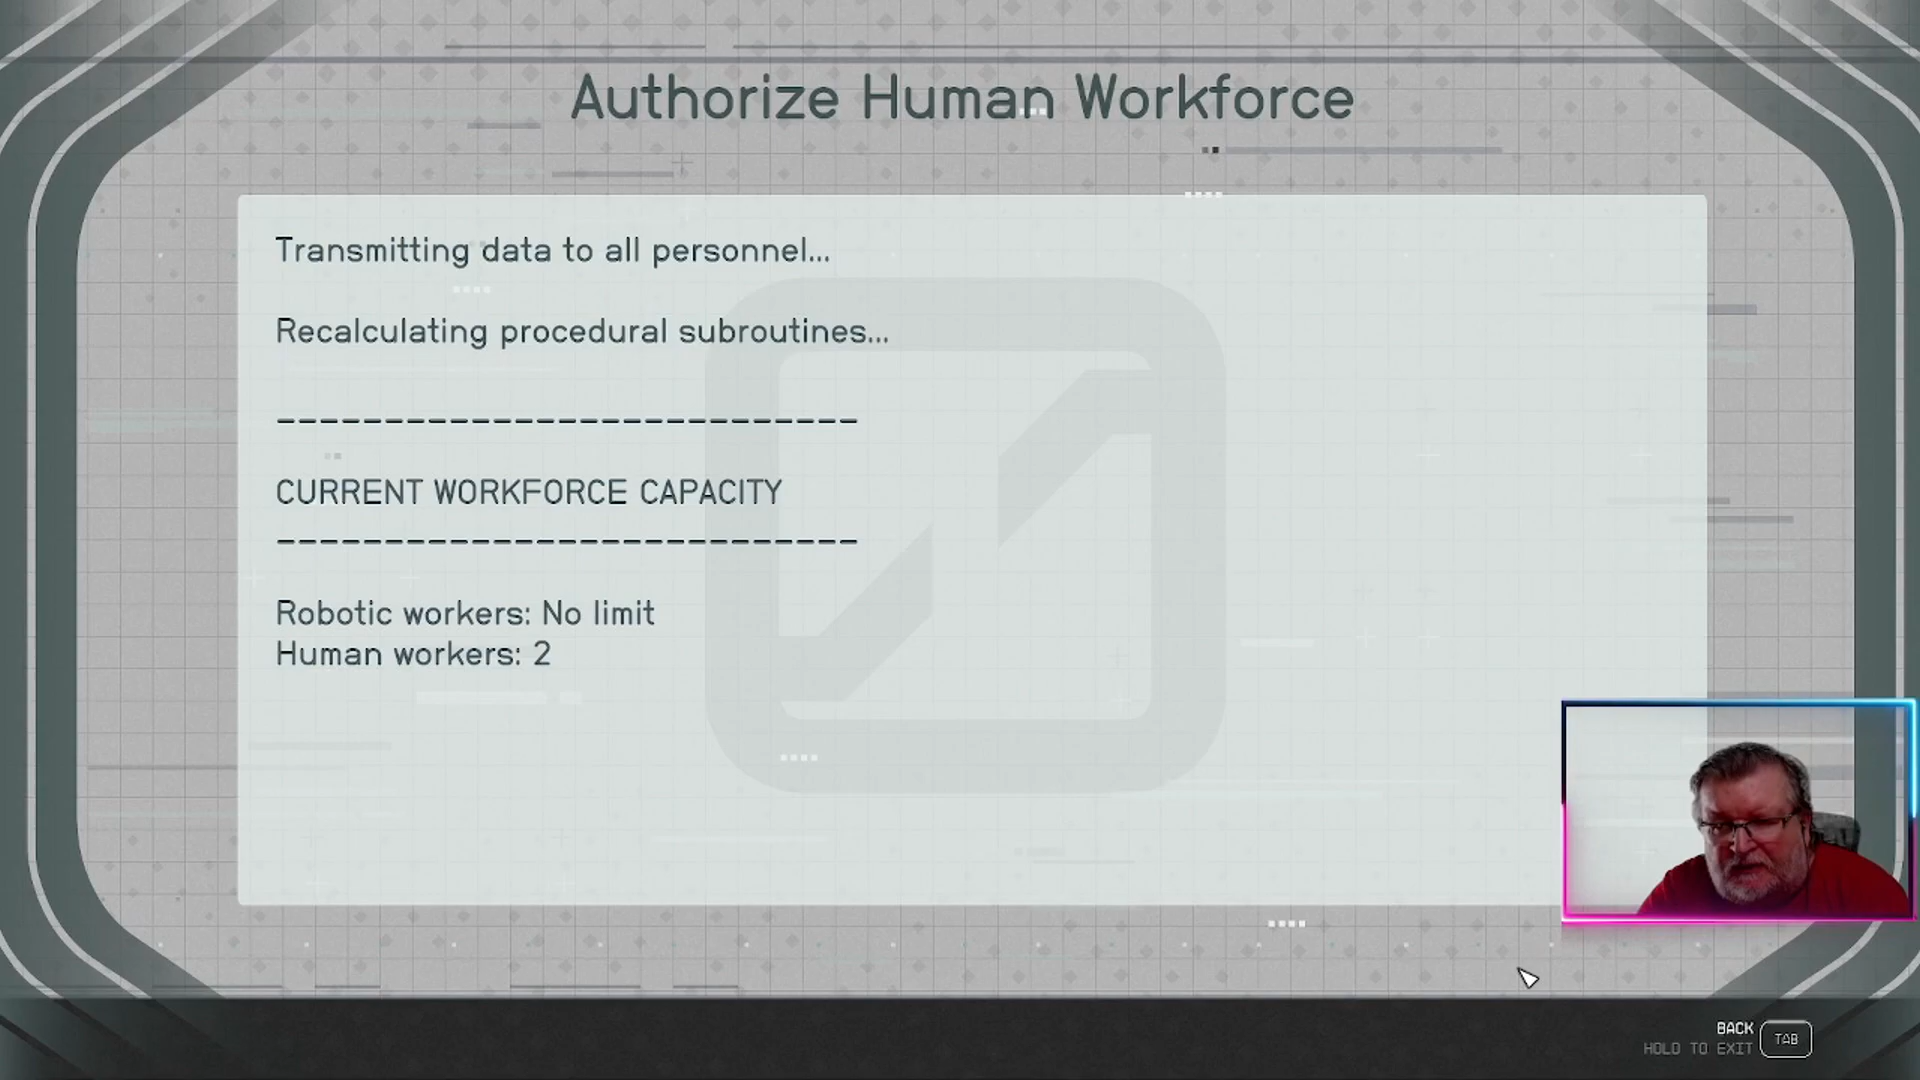 Authorize Human Workforce
Transmitting data to all personnel...
Recalculating procedural subroutines...
---------------------------
CURRENT WORKFORCE CAPACITY
---------------------------
Robotic workers: No limit
Human workers: 2
BACK
HOLD TO EXIT
TAB